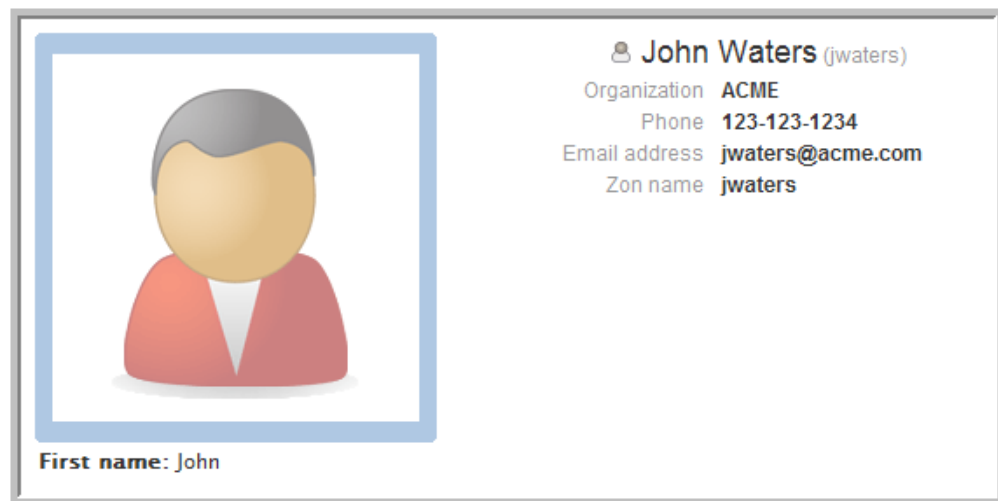 John Waters (jwaters)
Organization ACME
Phone 123-123-1234
Email address jwaters@acme.com
Zon name jwaters
First name: John